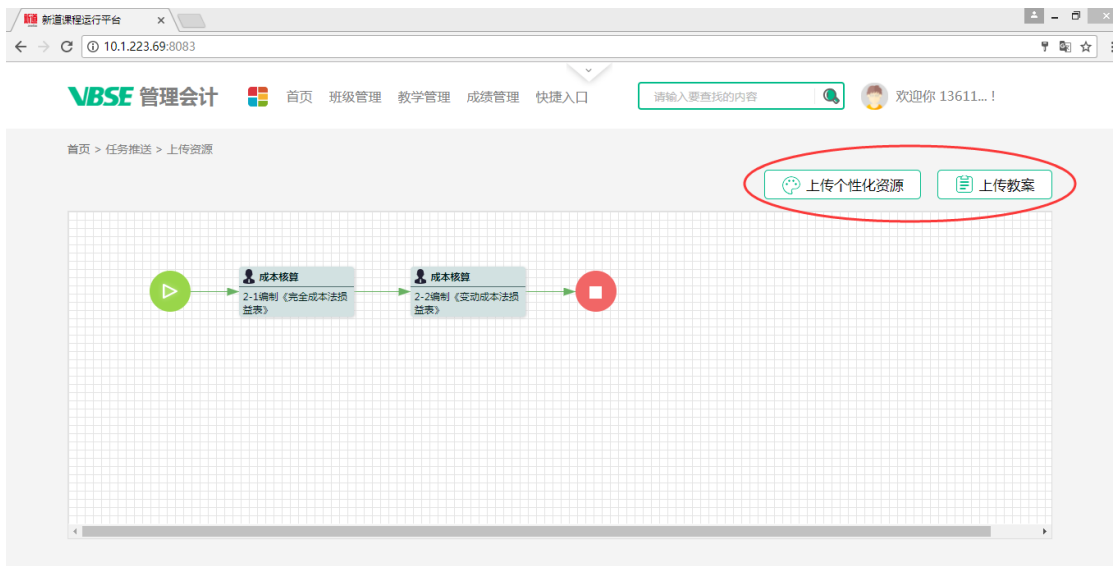 新道 新道课程运行平台
10.1.223.69:8083
VBSE 管理会计
首页 班级管理 教学管理 成绩管理 快捷入口
请输入要查找的内容
欢迎你 13611... !
首页 > 任务推送 > 上传资源
上传个性化资源 上传教案
成本核算
2-1编制《完全成本法损
益表》
成本核算
2-2编制《变动成本法损
益表》